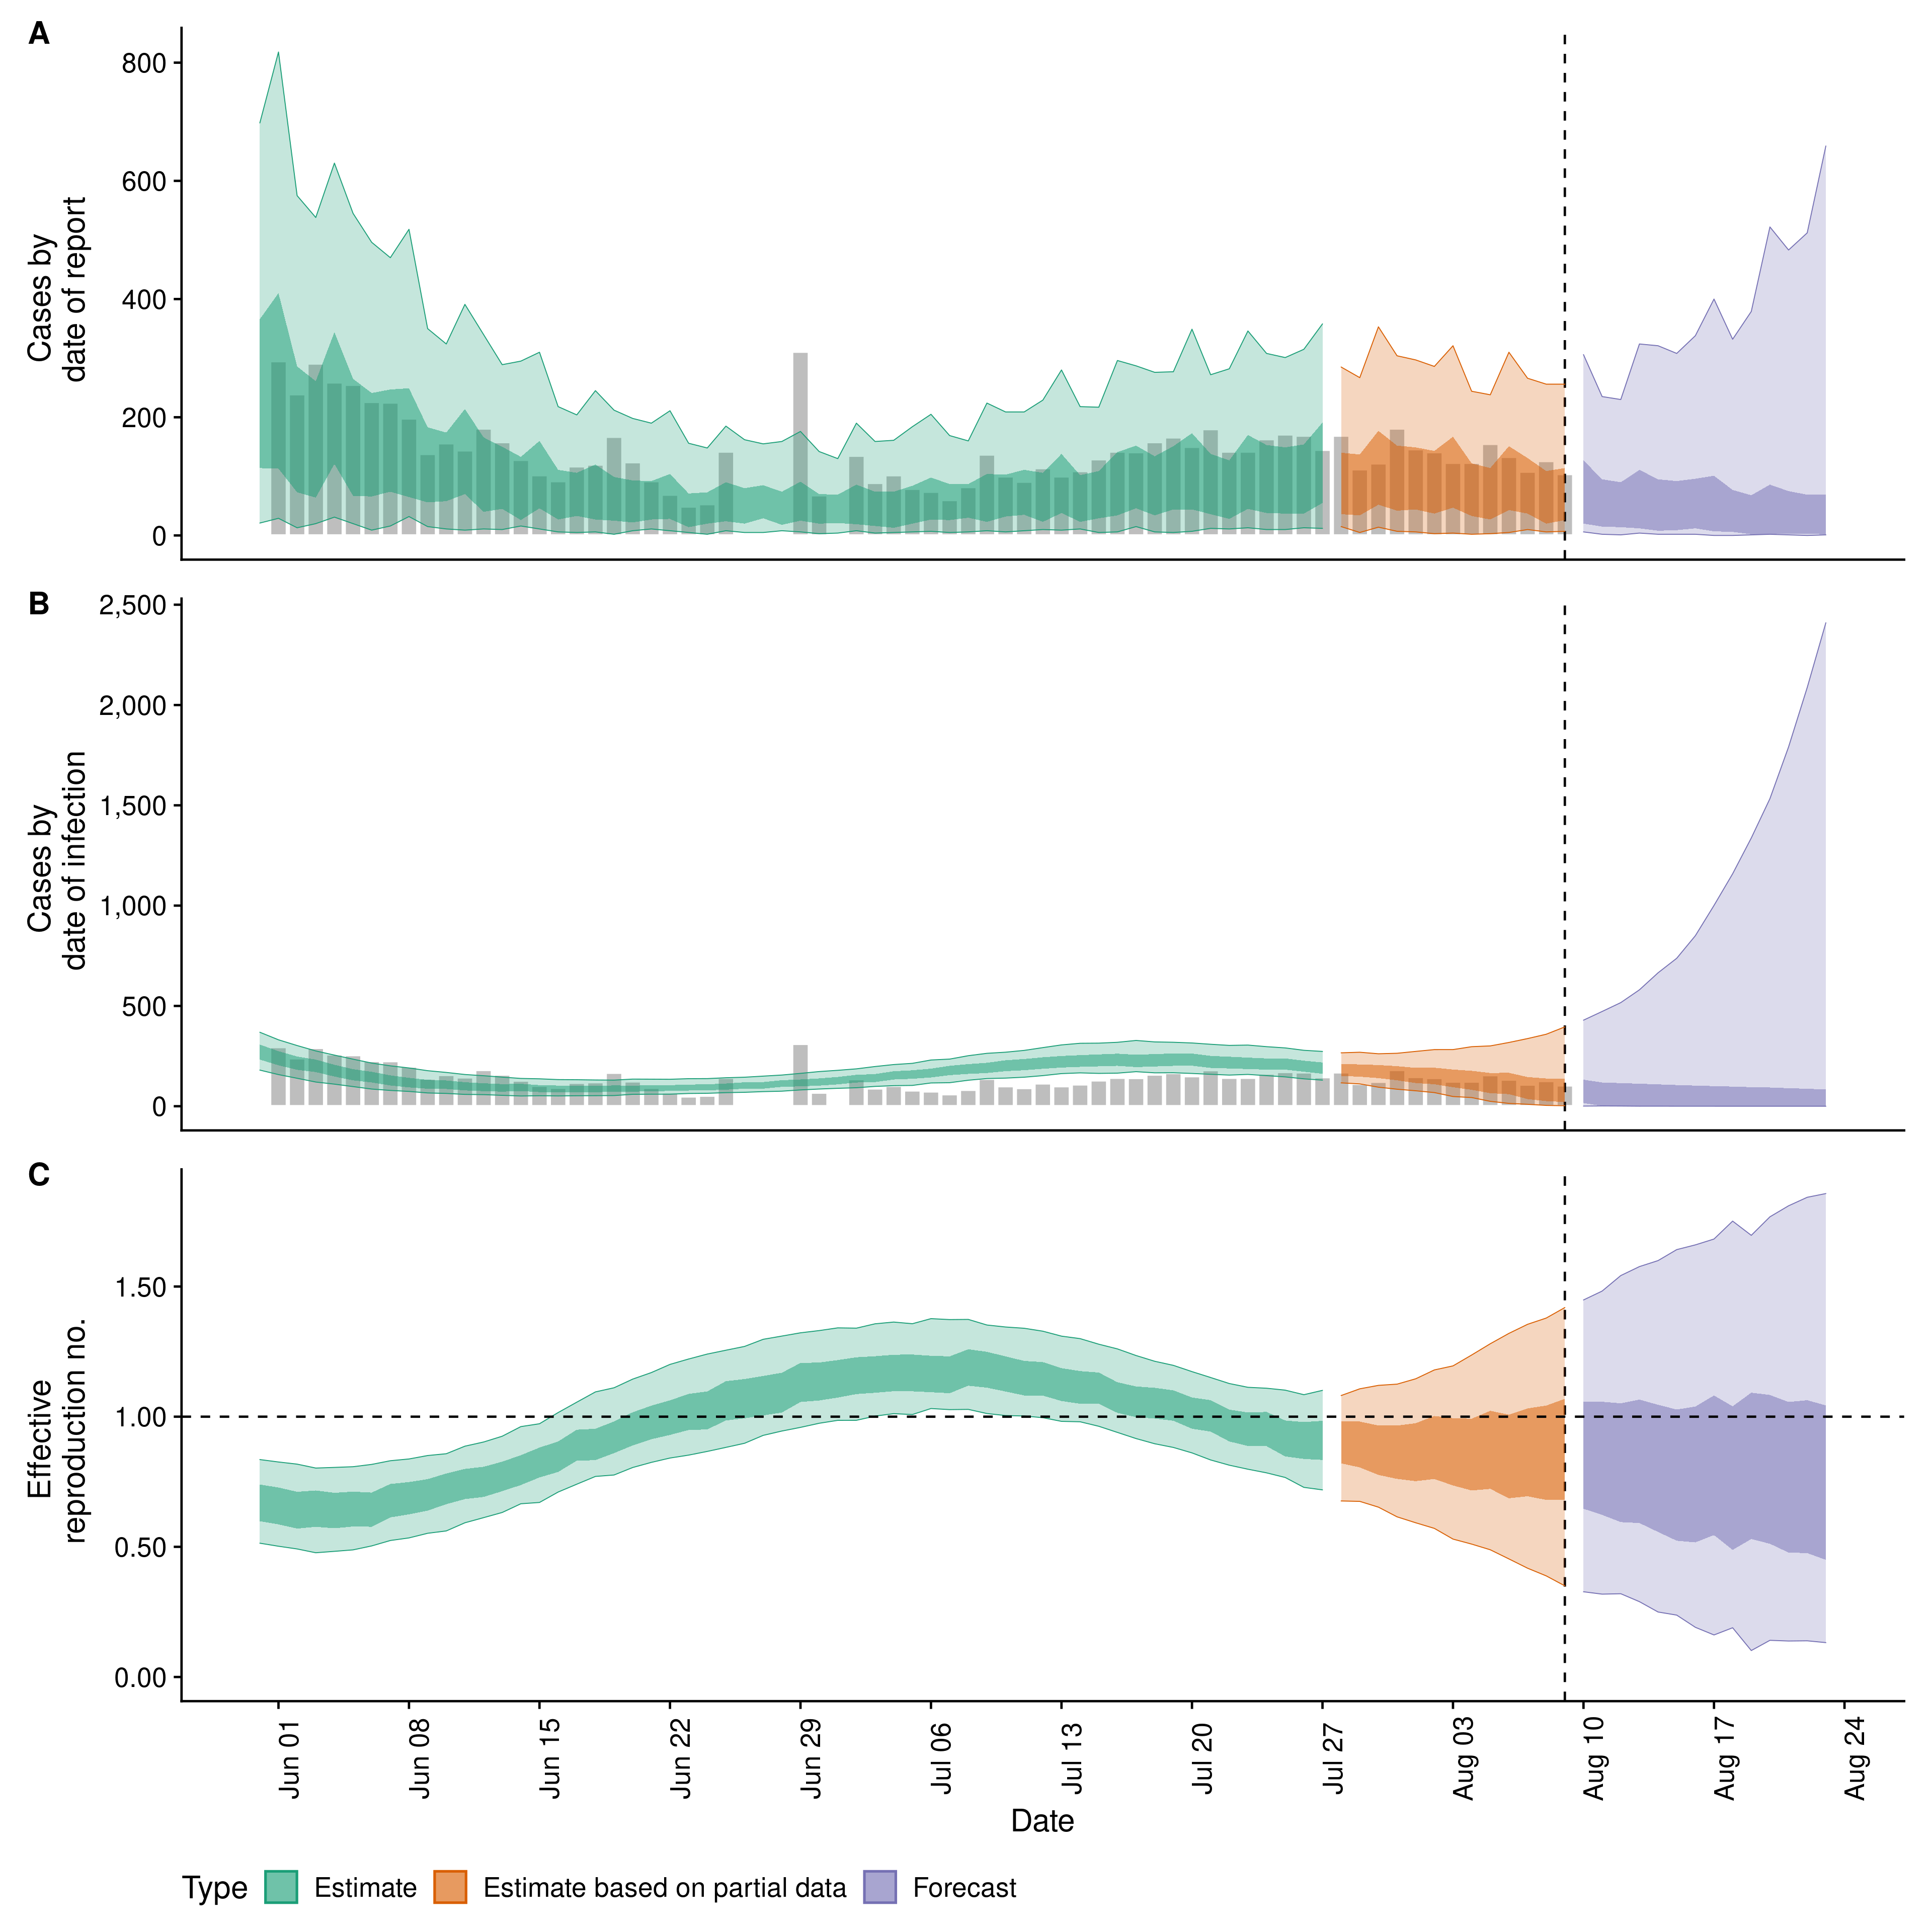 A
Cases by
date of report
800
600
400
200
0
B
Cases by
date of infection
2,500
2,000
1,500
1,000
500
0
C
Effective
reproduction no.
1.50
1.00
0.50
0.00
Jun 01
Jun 08
Jun 15
Jun 22
Jun 29
Jul 06
Jul 13
Jul 20
Jul 27
Aug 03
Aug 10
Aug 17
Aug 24
Date
Type Estimate Estimate based on partial data Forecast